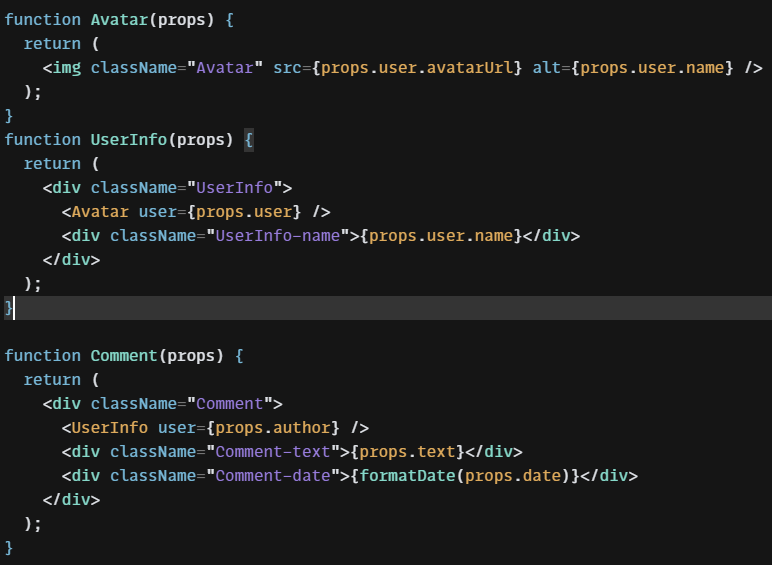 function Avatar(props) {
  return (
    <img className="Avatar" src={props.user.avatarUrl} alt={props.user.name} />
  );
}
function UserInfo(props) {
  return (
    <div className="UserInfo">
      <Avatar user={props.user} />
      <div className="UserInfo-name">{props.user.name}</div>
    </div>
  );
}

function Comment(props) {
  return (
    <div className="Comment">
      <UserInfo user={props.author} />
      <div className="Comment-text">{props.text}</div>
      <div className="Comment-date">{formatDate(props.date)}</div>
    </div>
  );
}